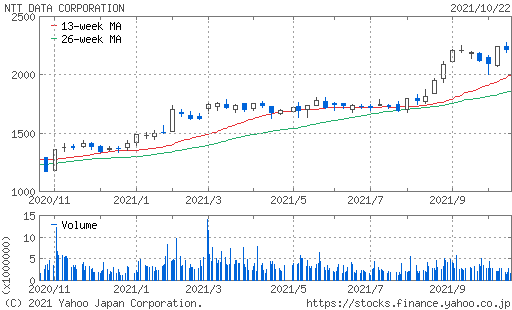 NTT DATA CORPORATION 2021/10/22
2500
13-week MA
26-week MA
2000
1500
1000
2020/11 2021/1 2021/3 2021/5 2021/7 2021/9
15
Volume
10
5
0
(x1000000)
2020/11 2021/1 2021/3 2021/5 2021/7 2021/9
(C) 2021 Yahoo Japan Corporation. https://stocks.finance.yahoo.co.jp/